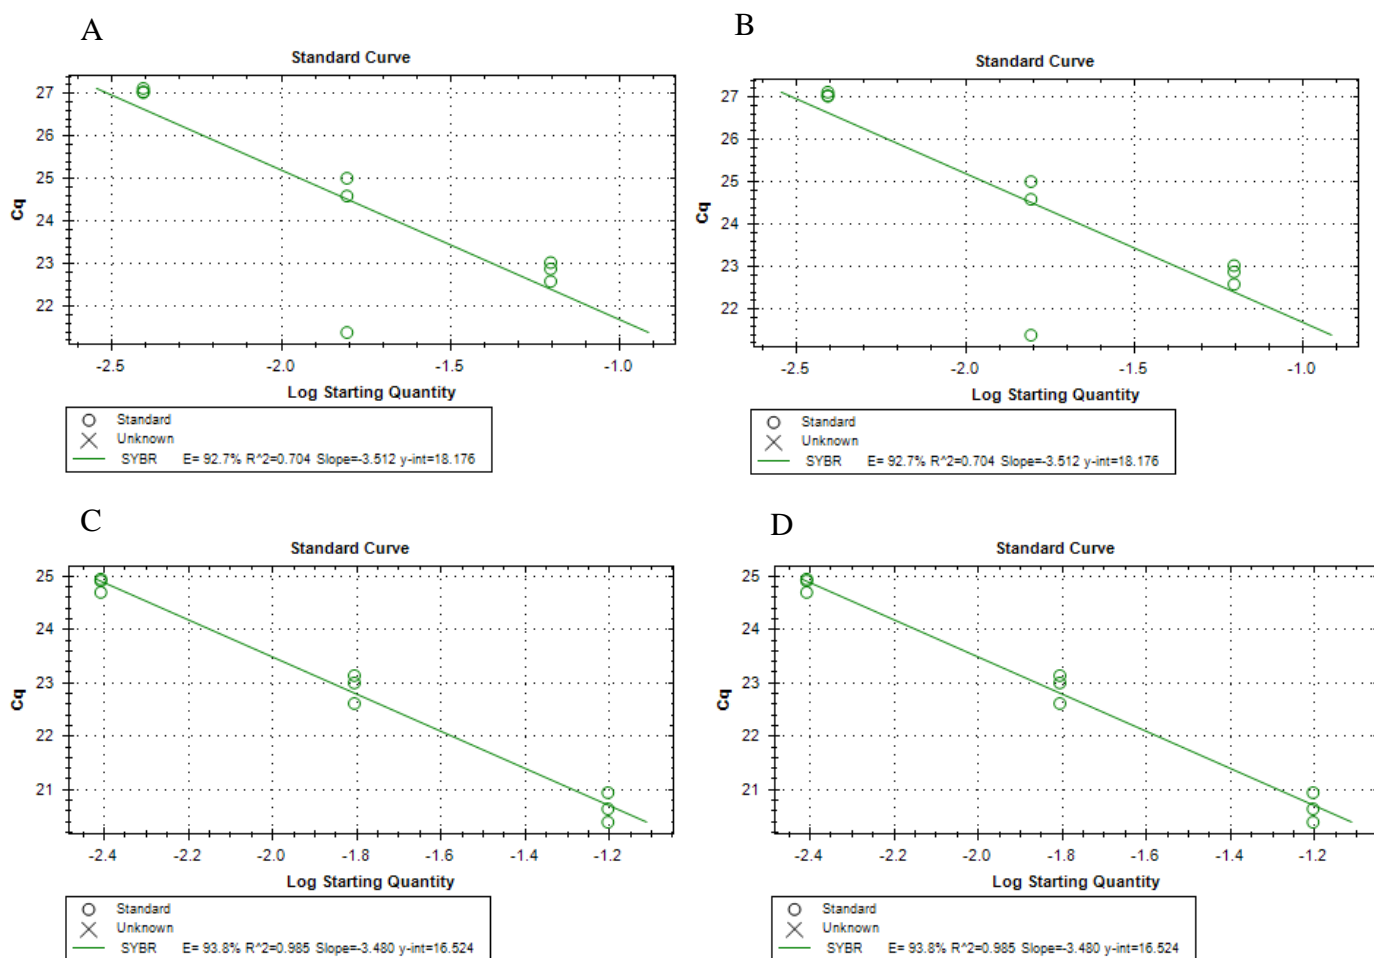 A
Standard Curve
27
26
25
24
23
22
Cq
-2.5 -2.0 -1.5 -1.0
Log Starting Quantity
Standard
Unknown
SYBR E= 92.7% R^2=0.704 Slope=-3.512 y-int=18.176
B
Standard Curve
27
26
25
24
23
22
Cq
-2.5 -2.0 -1.5 -1.0
Log Starting Quantity
Standard
Unknown
SYBR E= 92.7% R^2=0.704 Slope=-3.512 y-int=18.176
C
Standard Curve
25
24
23
22
21
Cq
-2.4 -2.2 -2.0 -1.8 -1.6 -1.4 -1.2
Log Starting Quantity
Standard
Unknown
SYBR E= 93.8% R^2=0.985 Slope=-3.480 y-int=16.524
D
Standard Curve
25
24
23
22
21
Cq
-2.4 -2.2 -2.0 -1.8 -1.6 -1.4 -1.2
Log Starting Quantity
Standard
Unknown
SYBR E= 93.8% R^2=0.985 Slope=-3.480 y-int=16.524